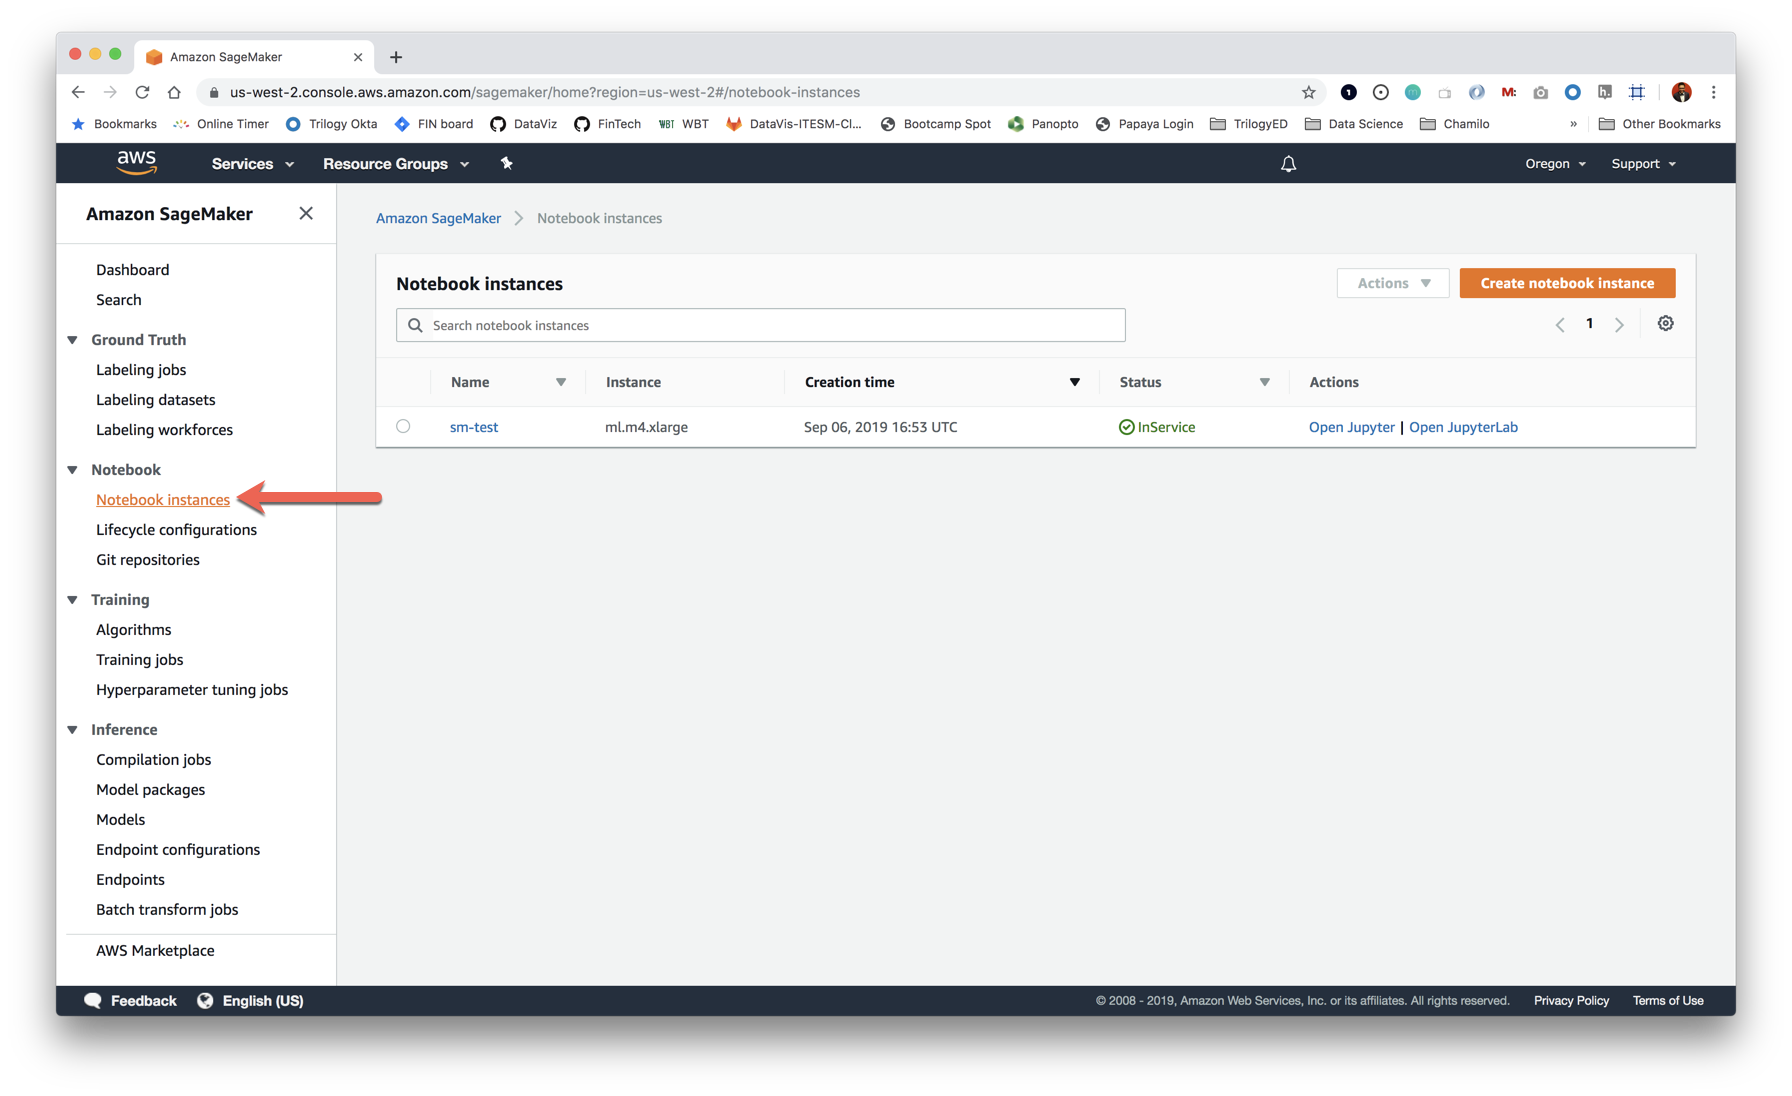 Amazon SageMaker
us-west-2.console.aws.amazon.com/sagemaker/home?region=us-west-2#/notebook-instances
1 M: h.
Bookmarks Online Timer Trilogy Okta FIN board DataViz FinTech WBT WBT DataVis-ITESM-Cl... Bootcamp Spot Panopto Papaya Login TrilogyED Data Science Chamilo » Other Bookmarks
aws Services Resource Groups Oregon Support
Amazon SageMaker
Dashboard
Search
Ground Truth
Labeling jobs
Labeling datasets
Labeling workforces
Notebook
Notebook instances
Lifecycle configurations
Git repositories
Training
Algorithms
Training jobs
Hyperparameter tuning jobs
Inference
Compilation jobs
Model packages
Models
Endpoint configurations
Endpoints
Batch transform jobs
AWS Marketplace
Amazon SageMaker Notebook instances
Notebook instances
Actions Create notebook instance
Search notebook instances
1
Name Instance Creation time Status Actions
sm-test ml.m4.xlarge Sep 06, 2019 16:53 UTC InService Open Jupyter | Open JupyterLab
Feedback English (US) © 2008 - 2019, Amazon Web Services, Inc. or its affiliates. All rights reserved. Privacy Policy Terms of Use